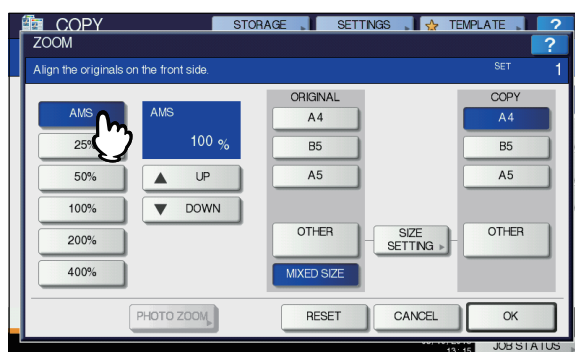 COPY
STORAGE
SETTINGS
TEMPLATE
?
ZOOM
?
Align the originals on the front side.
SET 1
AMS
25%
50%
100%
200%
400%
AMS
100 %
UP
DOWN
ORIGINAL
A4
B5
A5
OTHER
MIXED SIZE
SIZE
SETTING
COPY
A4
B5
A5
OTHER
PHOTO ZOOM
RESET
CANCEL
OK
13:15
JOB STATUS